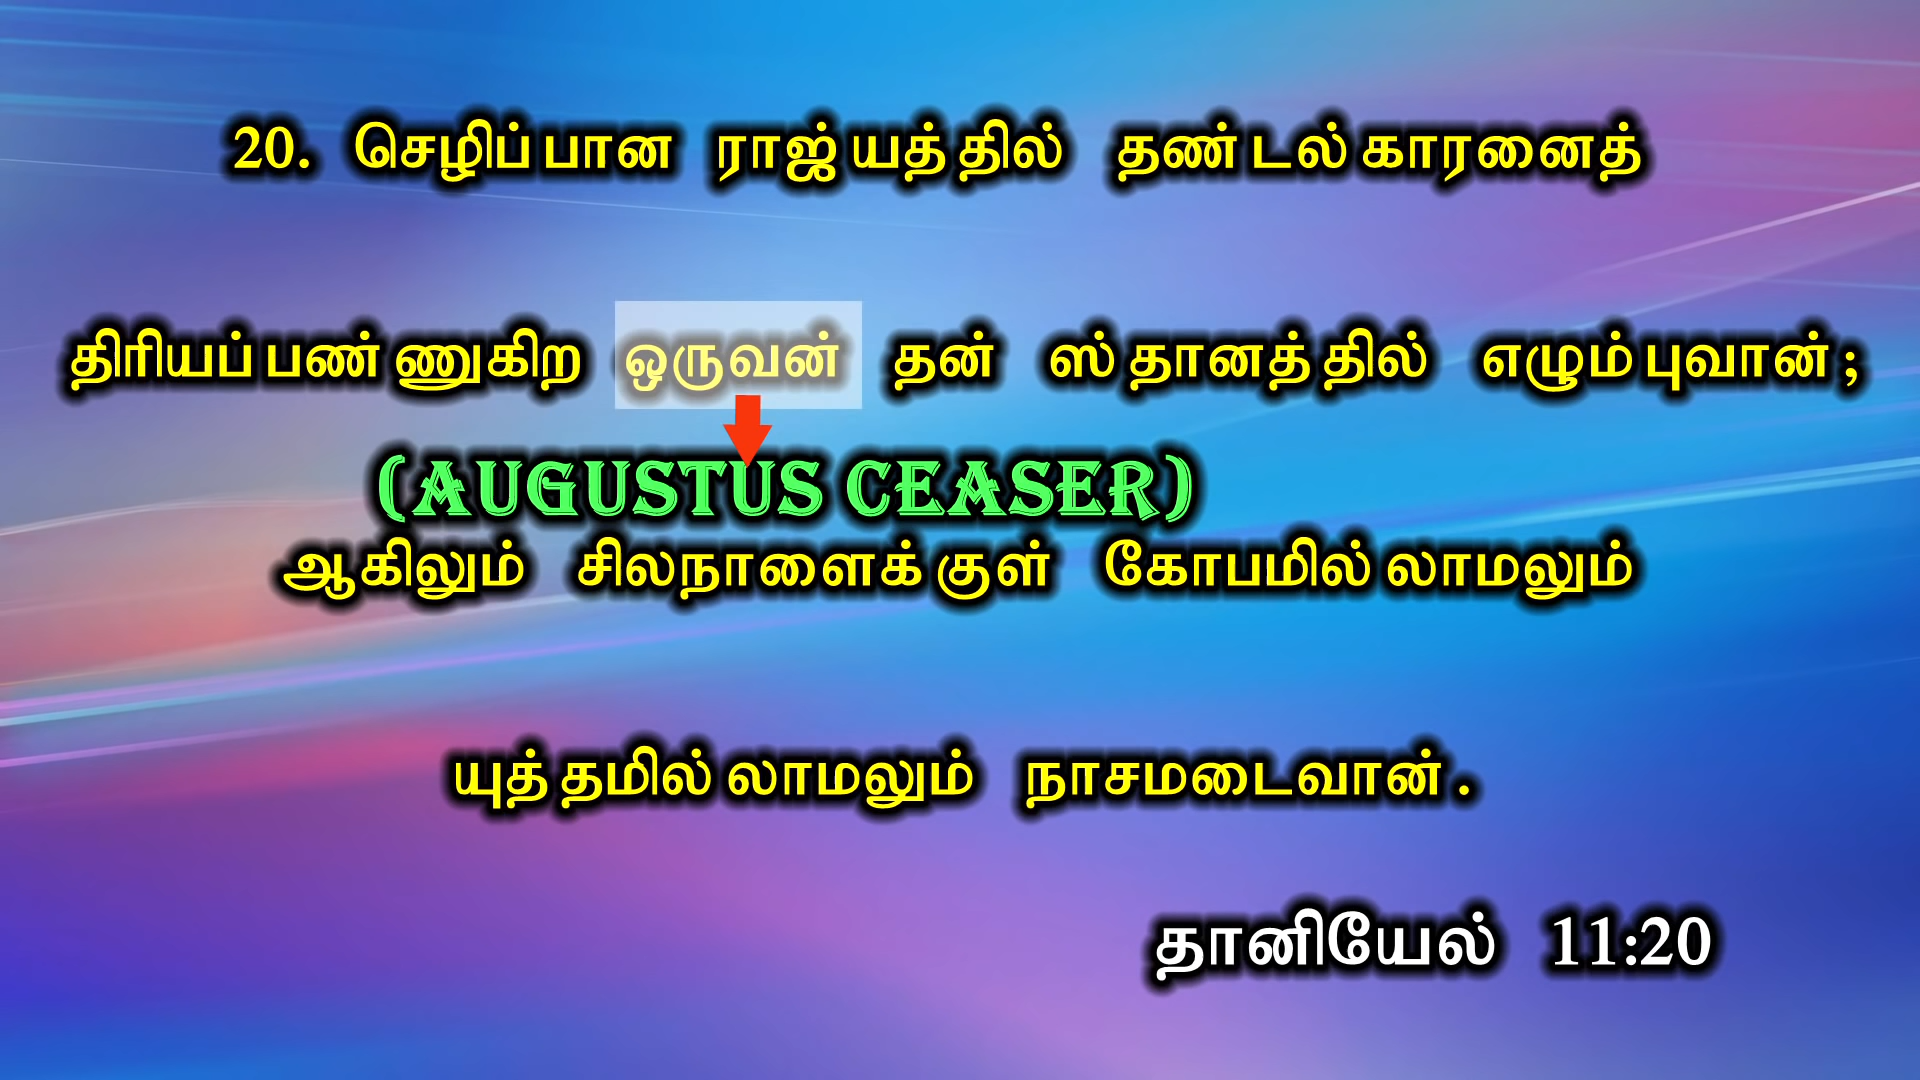 20. செழிப்பான ராஜ்யத்தில் தண்டல்காரனைத்
திரியப்பண்ணுகிற ஒருவன் தன் ஸ்தானத்தில் எழும்புவான்;
(AUGUSTUS CEASER)
ஆகிலும் சிலநாளைக்குள் கோபமில்லாமலும்
யுத்தமில்லாமலும் நாசமடைவான்.
தானியேல் 11:20